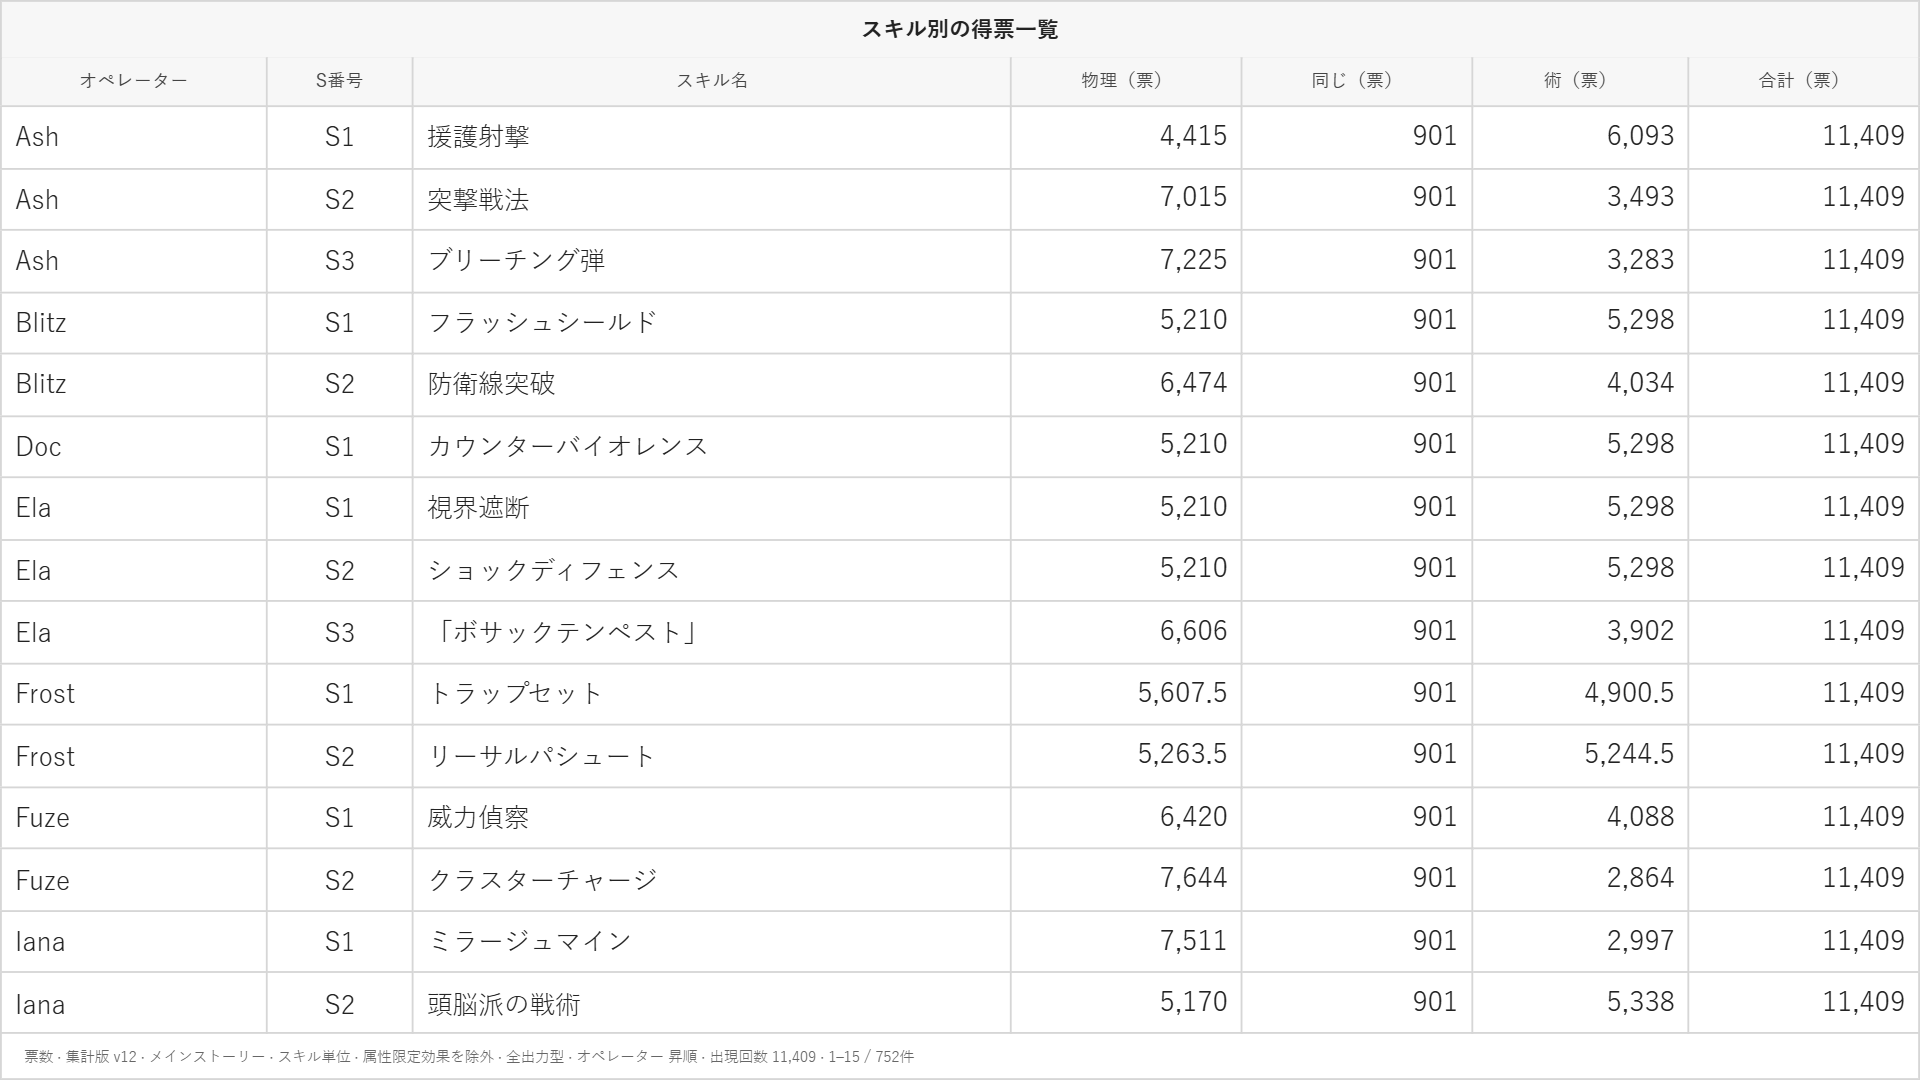 スキル別の得票一覧
オペレーター S番号 スキル名 物理（票） 同じ（票） 術（票） 合計（票）
Ash S1 援護射撃 4,415 901 6,093 11,409
Ash S2 突撃戦法 7,015 901 3,493 11,409
Ash S3 ブリーチング弾 7,225 901 3,283 11,409
Blitz S1 フラッシュシールド 5,210 901 5,298 11,409
Blitz S2 防衛線突破 6,474 901 4,034 11,409
Doc S1 カウンターバイオレンス 5,210 901 5,298 11,409
Ela S1 視界遮断 5,210 901 5,298 11,409
Ela S2 ショックディフェンス 5,210 901 5,298 11,409
Ela S3 「ボサックテンペスト」 6,606 901 3,902 11,409
Frost S1 トラップセット 5,607.5 901 4,900.5 11,409
Frost S2 リーサルパシュート 5,263.5 901 5,244.5 11,409
Fuze S1 威力偵察 6,420 901 4,088 11,409
Fuze S2 クラスターチャージ 7,644 901 2,864 11,409
Iana S1 ミラージュマイン 7,511 901 2,997 11,409
Iana S2 頭脳派の戦術 5,170 901 5,338 11,409
票数 · 集計版 v12 · メインストーリー · スキル単位 · 属性限定効果を除外 · 全出力型 · オペレーター 昇順 · 出現回数 11,409 · 1–15 / 752件